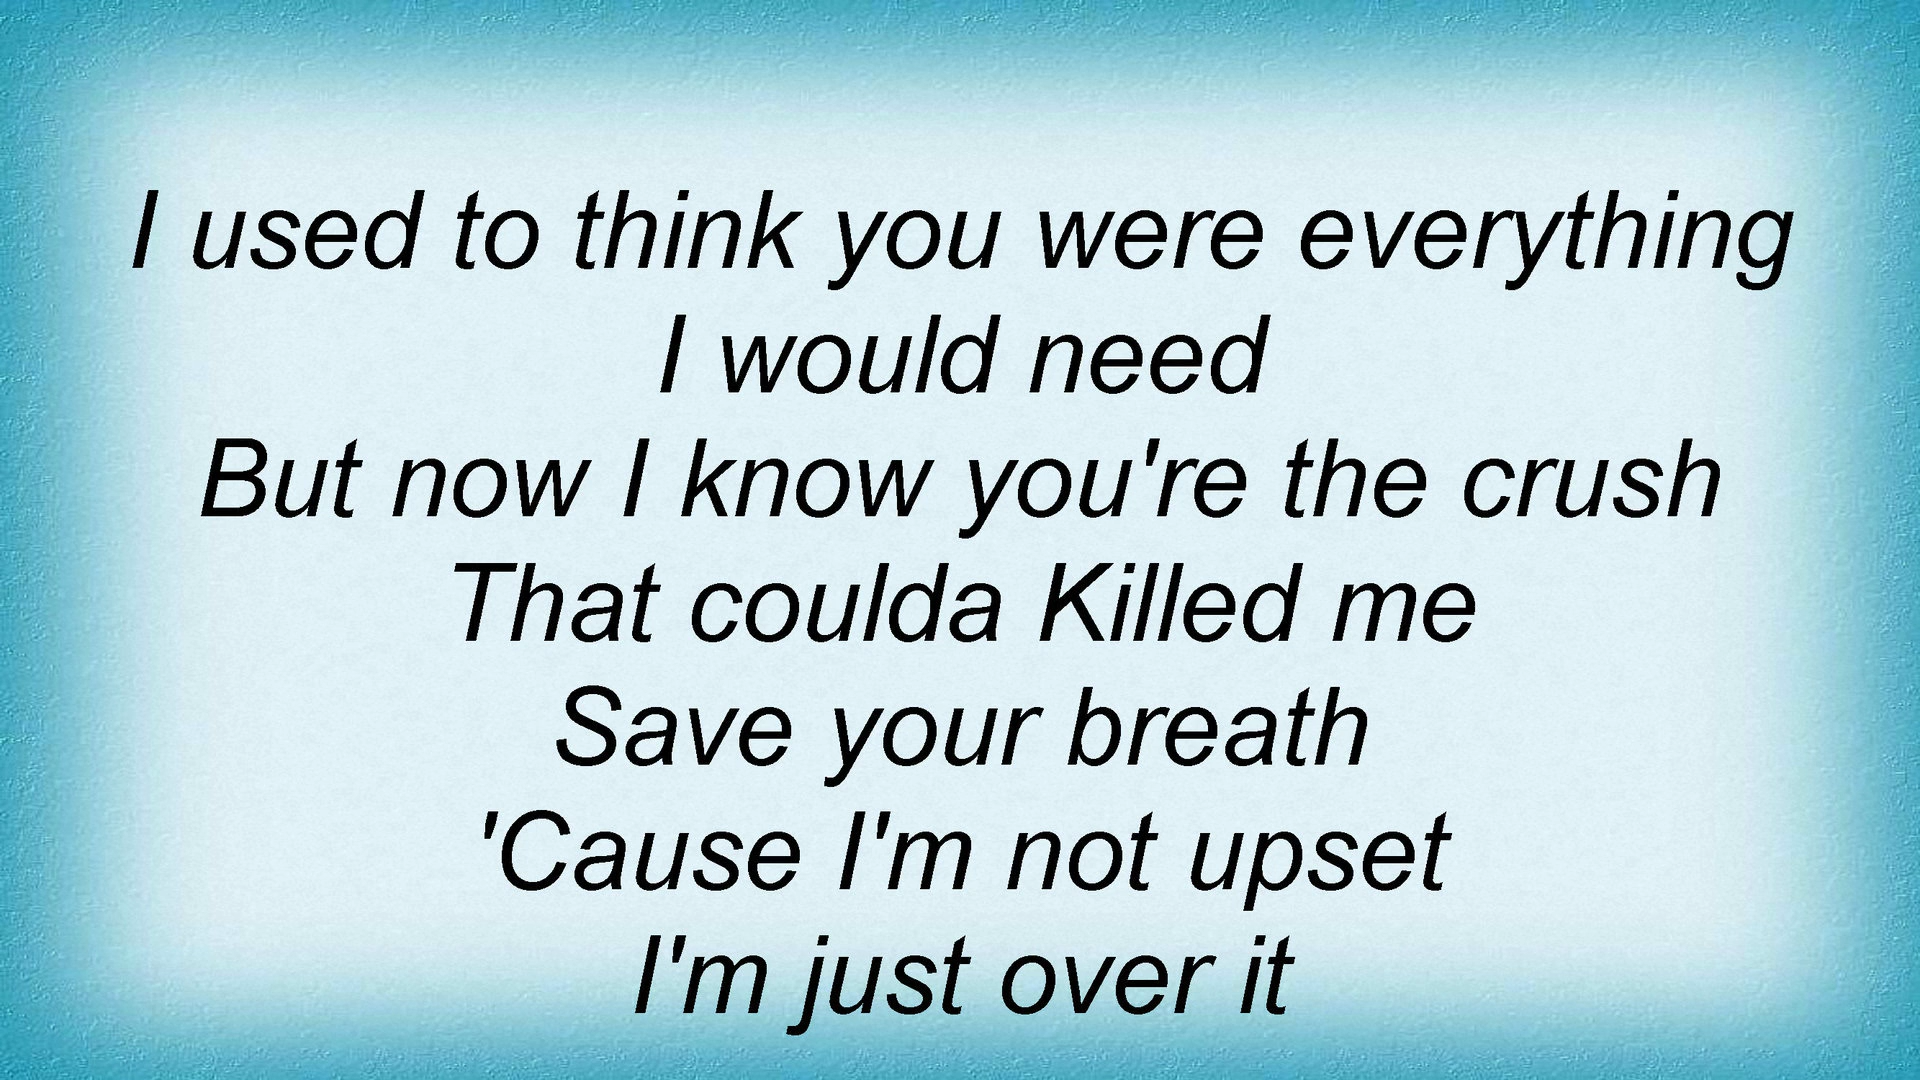 I used to think you were everything
I would need
But now I know you're the crush
That coulda Killed me
Save your breath
'Cause I'm not upset
I'm just over it